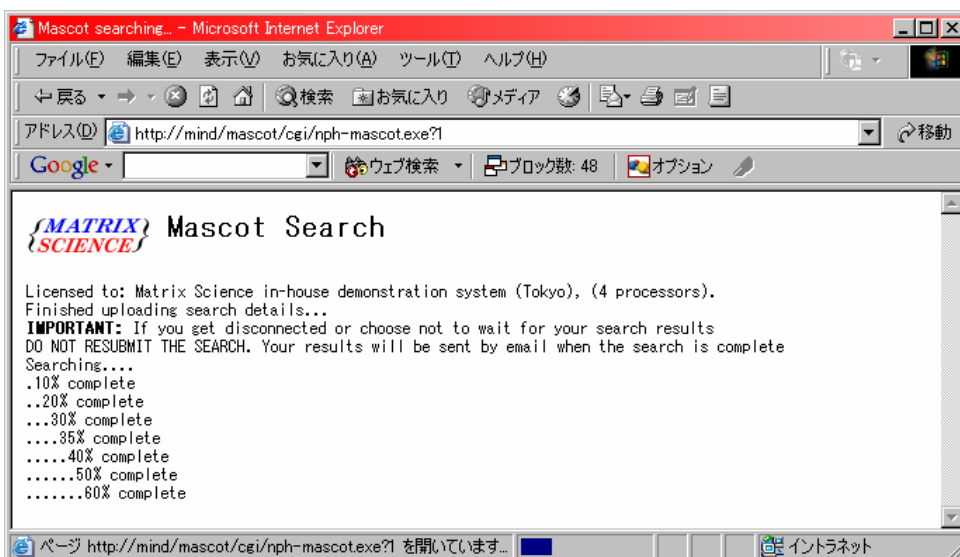 Mascot searching... - Microsoft Internet Explorer
ファイル(F) 編集(E) 表示(V) お気に入り(A) ツール(T) ヘルプ(H)
戻る 検索 お気に入り メディア
アドレス(D) http://mind/mascot/cgi/nph-mascot.exe?1 移動
Google ウェブ検索 ブロック数: 48 オプション
{MATRIX SCIENCE} Mascot Search
Licensed to: Matrix Science in-house demonstration system (Tokyo), (4 processors).
Finished uploading search details...
IMPORTANT: If you get disconnected or choose not to wait for your search results
DO NOT RESUBMIT THE SEARCH. Your results will be sent by email when the search is complete
Searching....
.10% complete
..20% complete
...30% complete
....35% complete
.....40% complete
......50% complete
.......60% complete
ページ http://mind/mascot/cgi/nph-mascot.exe?1 を開いています... イントラネット